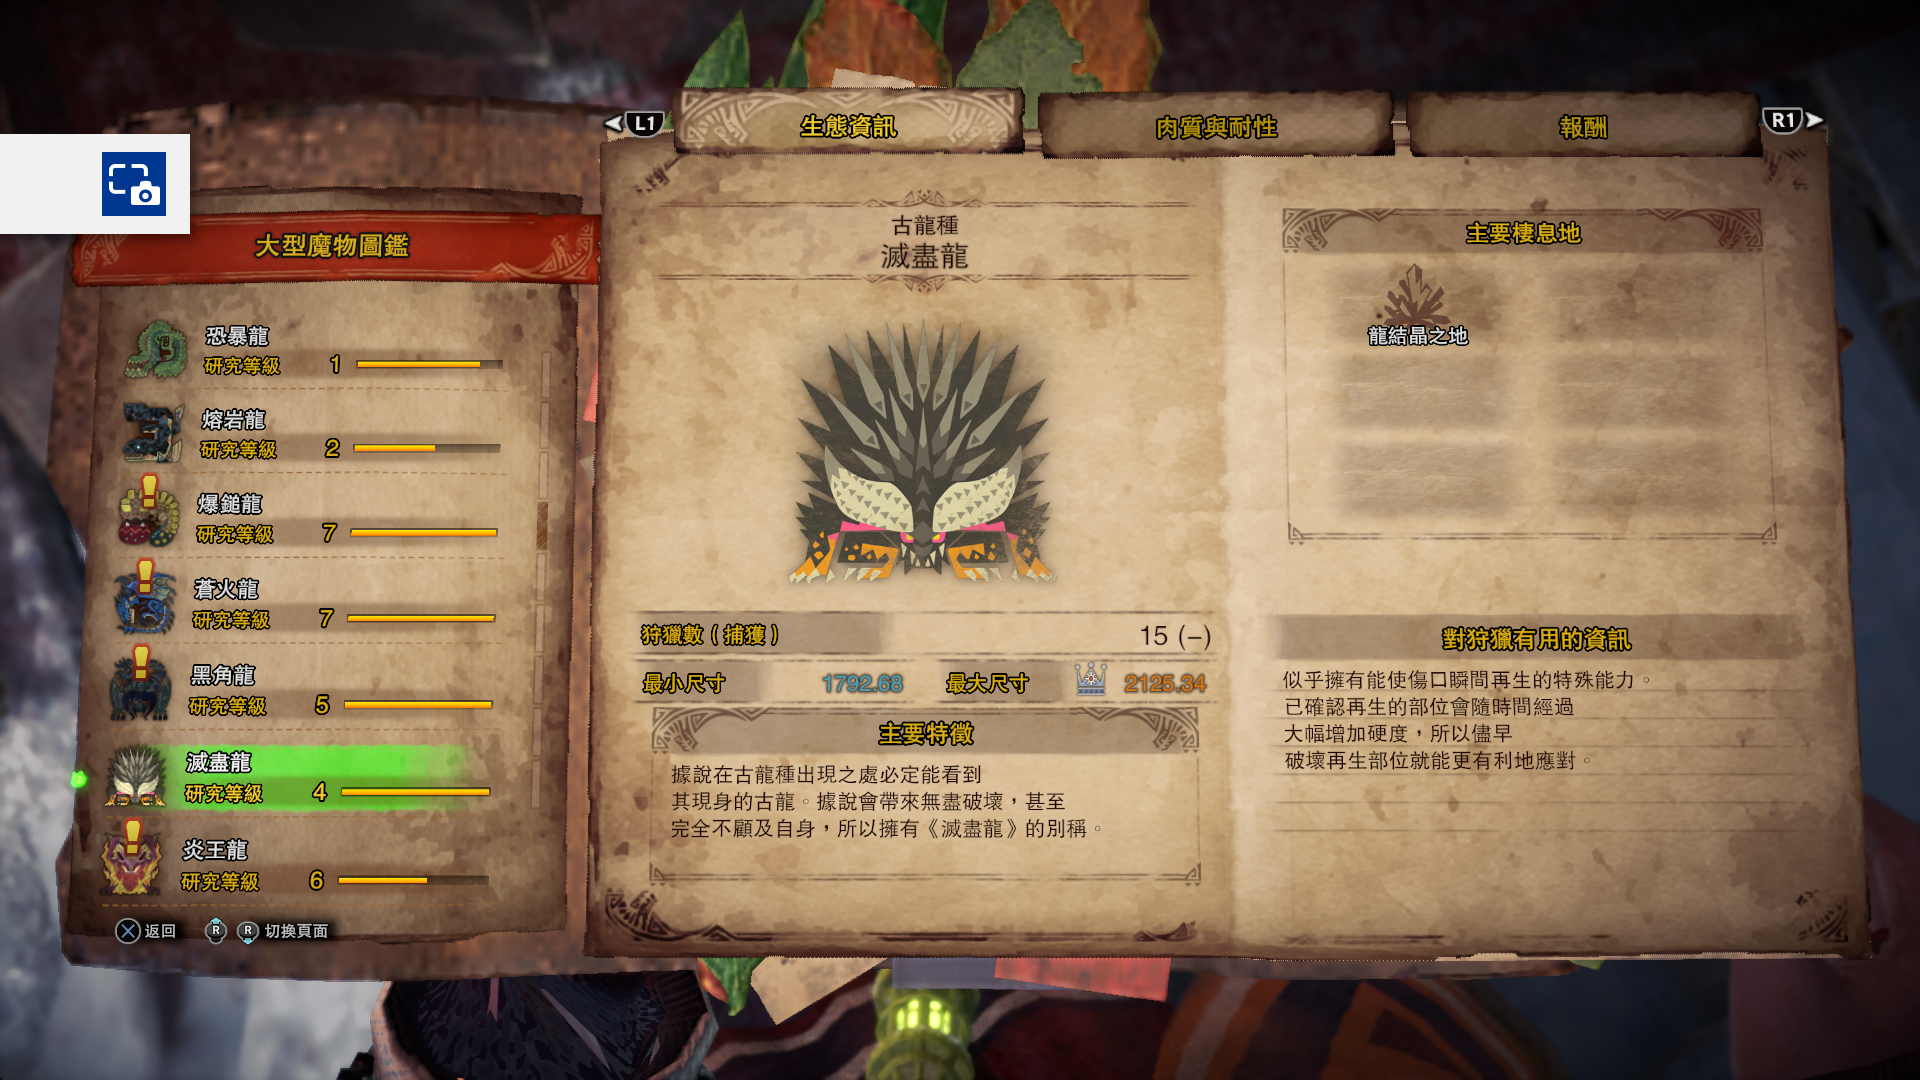 L1
生態資訊
肉質與耐性
報酬
R1
大型魔物圖鑑
恐暴龍
研究等級 1
熔岩龍
研究等級 2
爆鎚龍
研究等級 7
蒼火龍
研究等級 7
黑角龍
研究等級 5
滅盡龍
研究等級 4
炎王龍
研究等級 6
返回
R
R
切換頁面
古龍種
滅盡龍
狩獵數(捕獲) 15 (–)
最小尺寸 1792.68 最大尺寸 2125.34
主要特徵
據說在古龍種出現之處必定能看到
其現身的古龍。據說會帶來無盡破壞，甚至
完全不顧及自身，所以擁有《滅盡龍》的別稱。
主要棲息地
龍結晶之地
對狩獵有用的資訊
似乎擁有能使傷口瞬間再生的特殊能力。
已確認再生的部位會隨時間經過
大幅增加硬度，所以儘早
破壞再生部位就能更有利地應對。